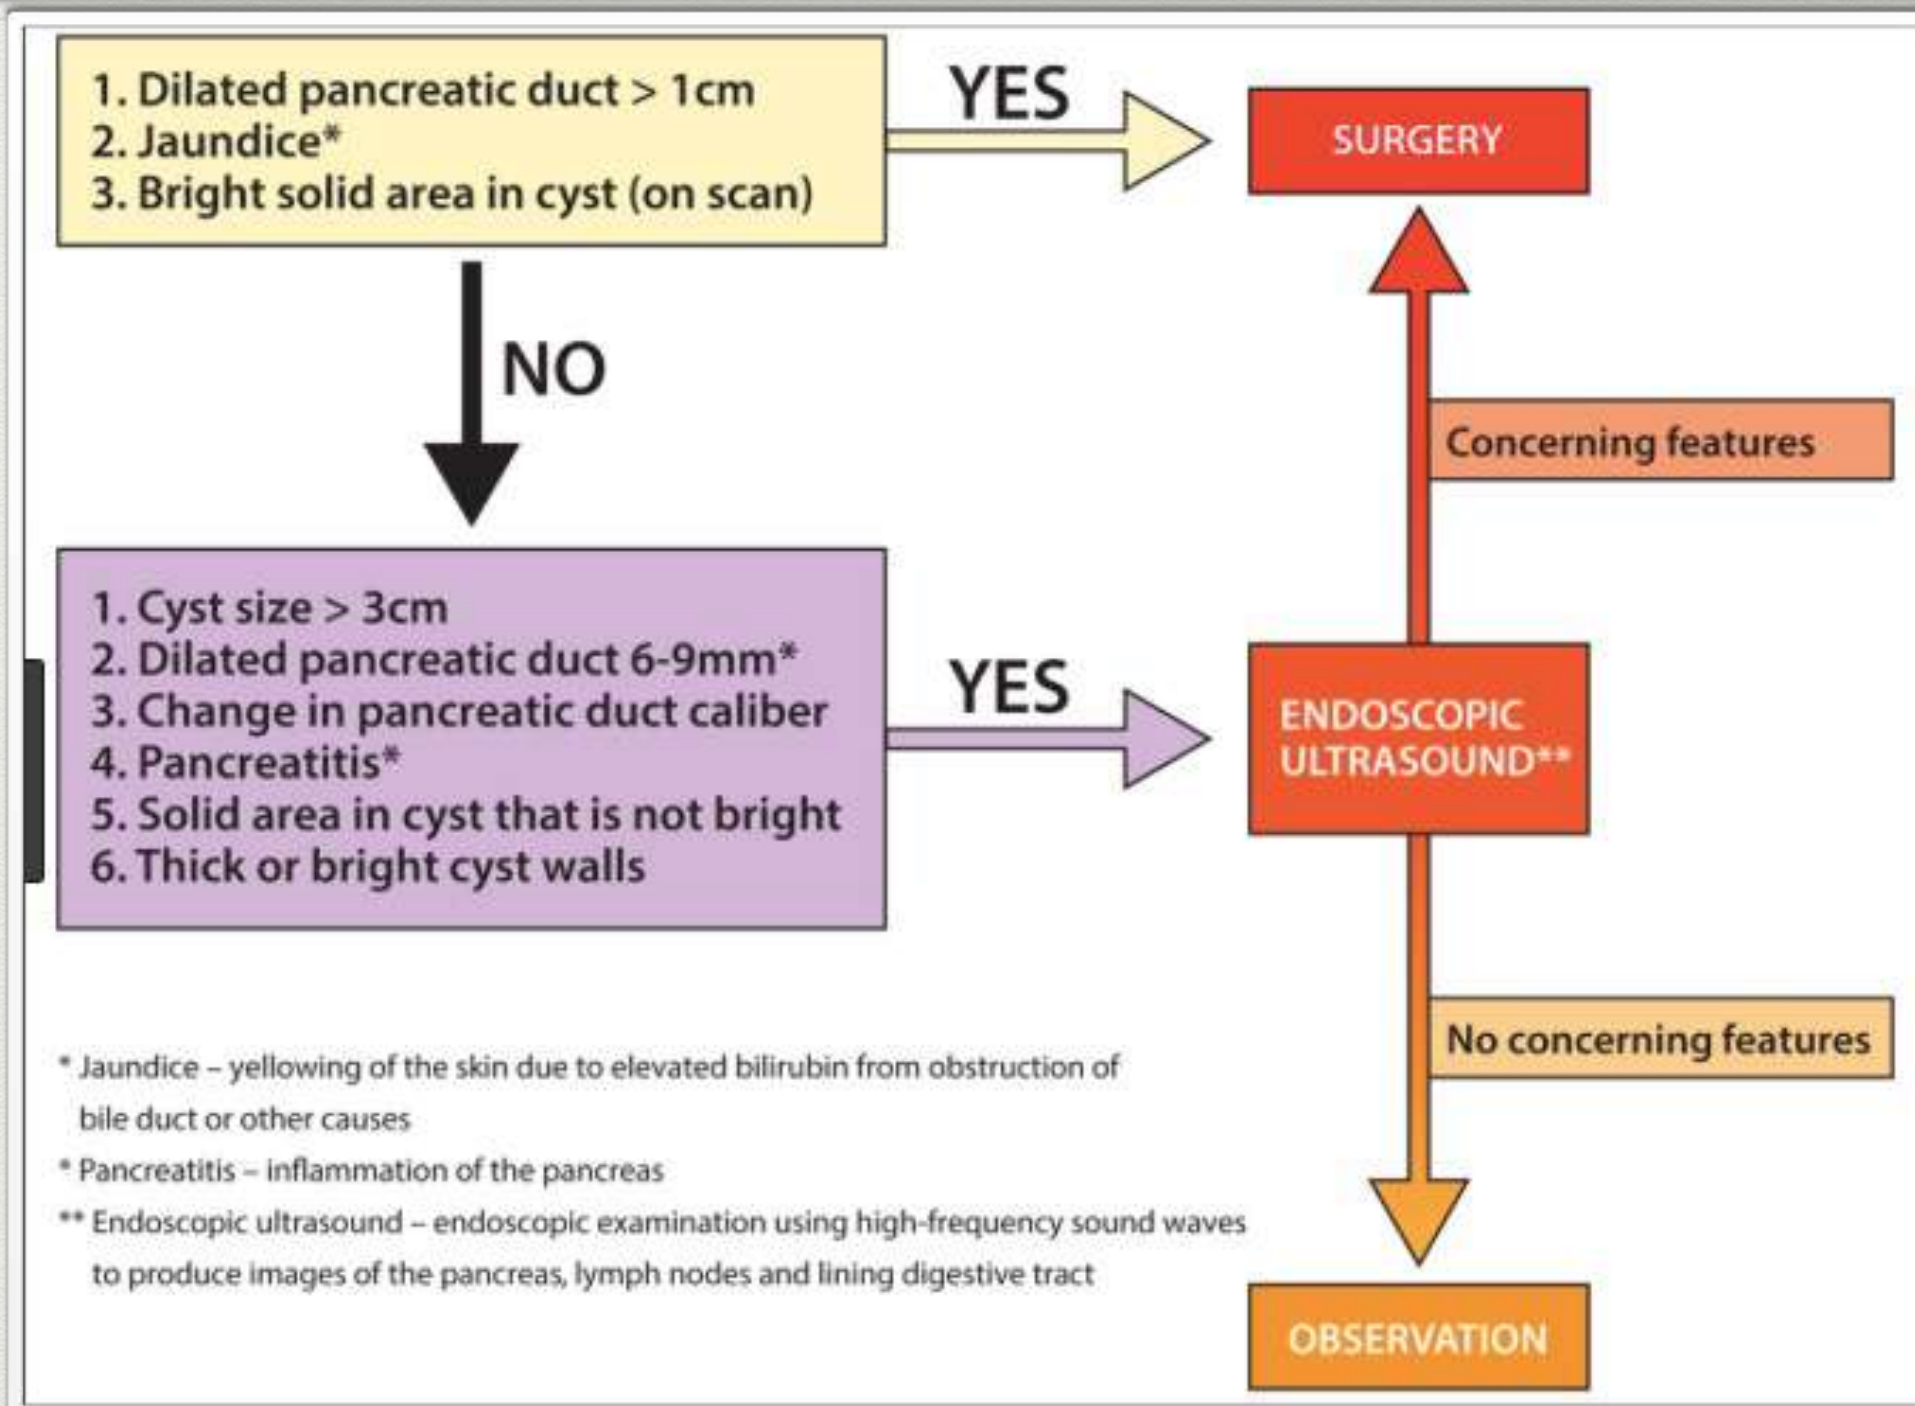 1. Dilated pancreatic duct > 1cm
2. Jaundice*
3. Bright solid area in cyst (on scan)
YES
SURGERY
NO
Concerning features
1. Cyst size > 3cm
2. Dilated pancreatic duct 6-9mm*
3. Change in pancreatic duct caliber
4. Pancreatitis*
5. Solid area in cyst that is not bright
6. Thick or bright cyst walls
YES
ENDOSCOPIC
ULTRASOUND**
No concerning features
* Jaundice – yellowing of the skin due to elevated bilirubin from obstruction of
bile duct or other causes
* Pancreatitis – inflammation of the pancreas
** Endoscopic ultrasound – endoscopic examination using high-frequency sound waves
to produce images of the pancreas, lymph nodes and lining digestive tract
OBSERVATION